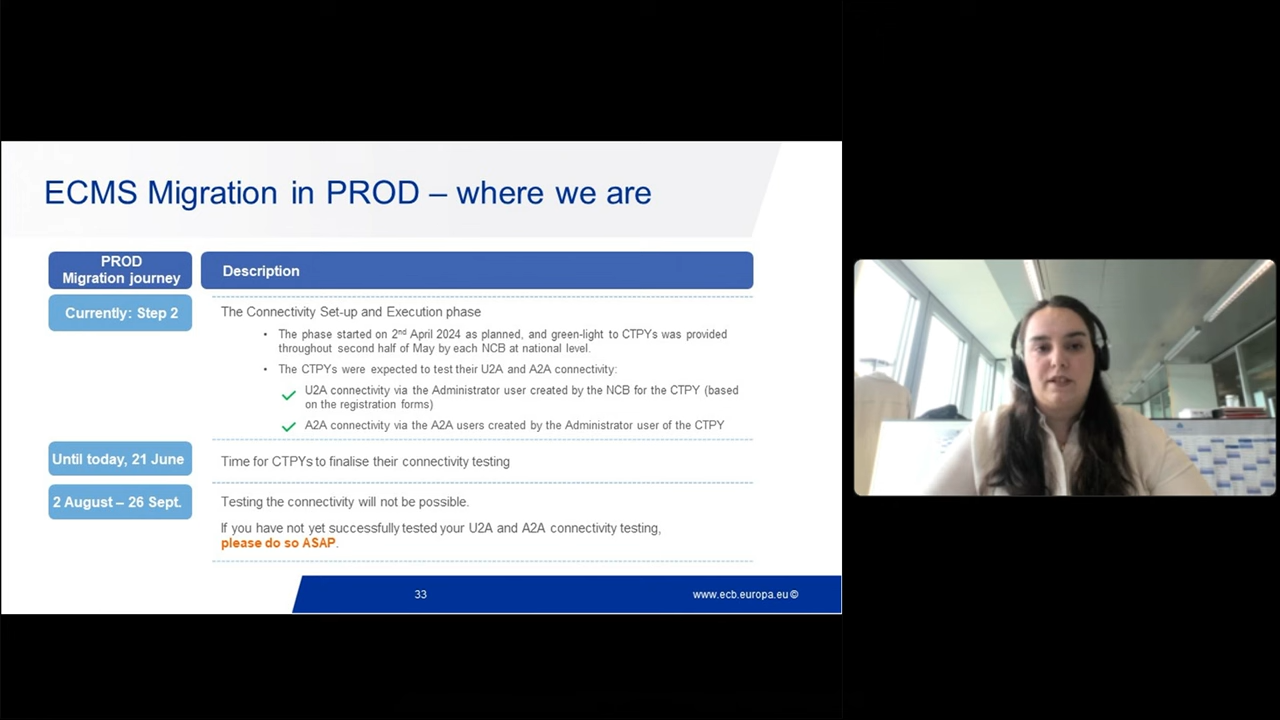 ECMS Migration in PROD – where we are
PROD
Migration journey
Description
Currently: Step 2
The Connectivity Set-up and Execution phase
• The phase started on 2nd April 2024 as planned, and green-light to CTPYs was provided
throughout second half of May by each NCB at national level.
• The CTPYs were expected to test their U2A and A2A connectivity:
U2A connectivity via the Administrator user created by the NCB for the CTPY (based
on the registration forms)
A2A connectivity via the A2A users created by the Administrator user of the CTPY
Until today, 21 June
Time for CTPYs to finalise their connectivity testing
2 August – 26 Sept.
Testing the connectivity will not be possible.
If you have not yet successfully tested your U2A and A2A connectivity testing,
please do so ASAP.
33
www.ecb.europa.eu ©